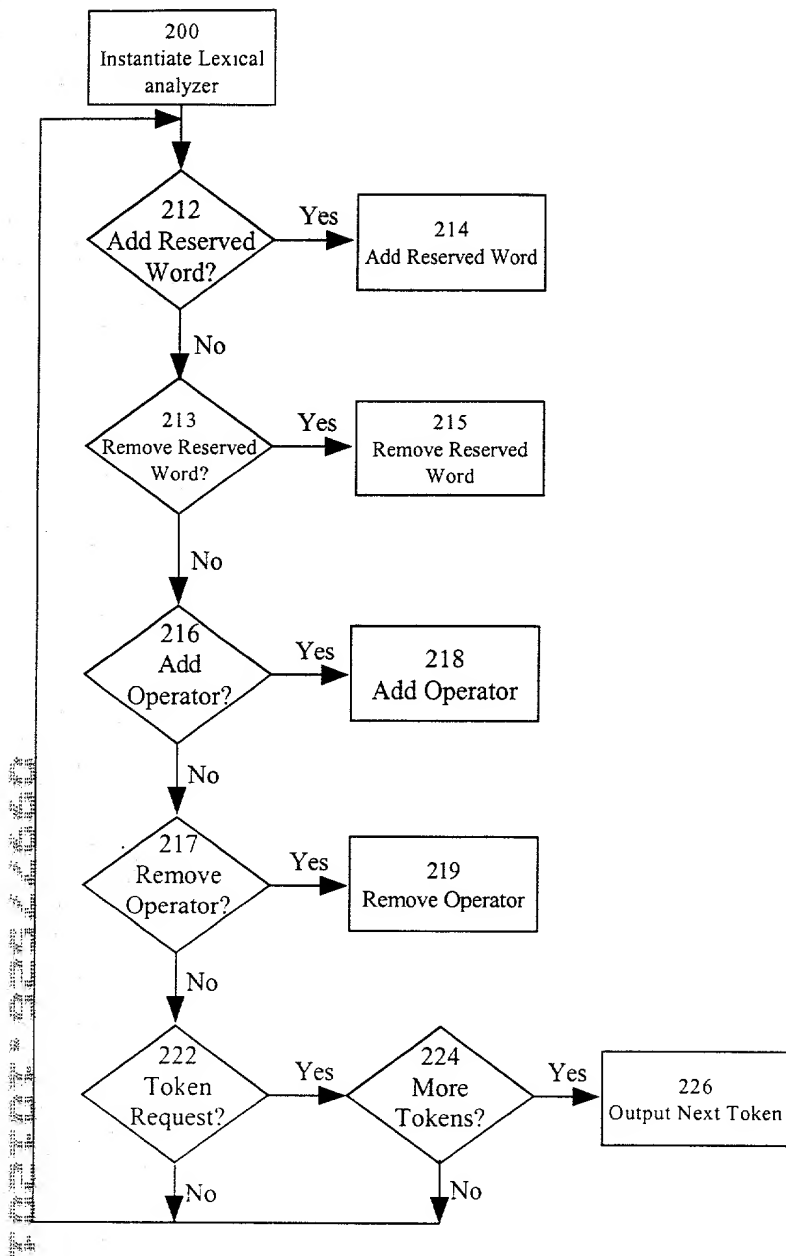 200
Instantiate Lexical
analyzer
212
Add Reserved
Word?
Yes
214
Add Reserved Word
No
213
Remove Reserved
Word?
Yes
215
Remove Reserved
Word
No
216
Add
Operator?
Yes
218
Add Operator
No
217
Remove
Operator?
Yes
219
Remove Operator
No
222
Token
Request?
Yes
224
More
Tokens?
Yes
226
Output Next Token
No
No